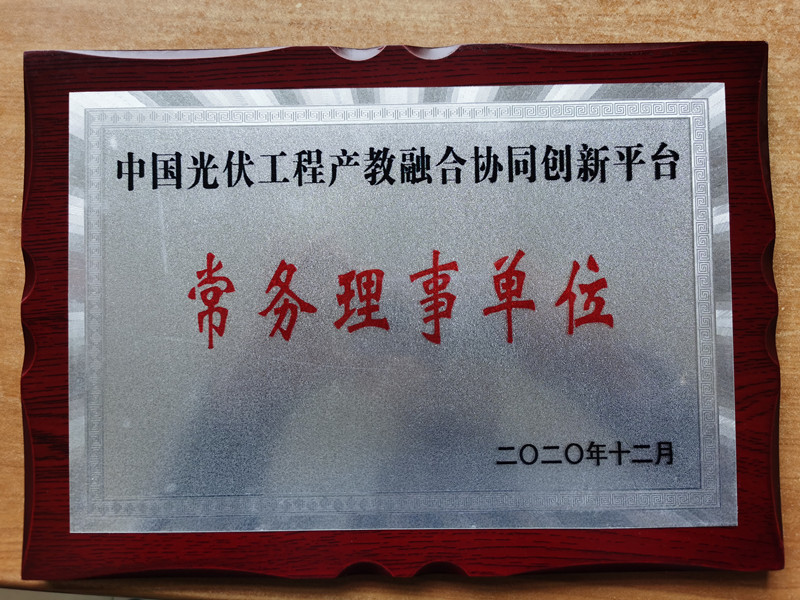 中国光伏工程产教融合协同创新平台
常务理事单位
二〇二〇年十二月